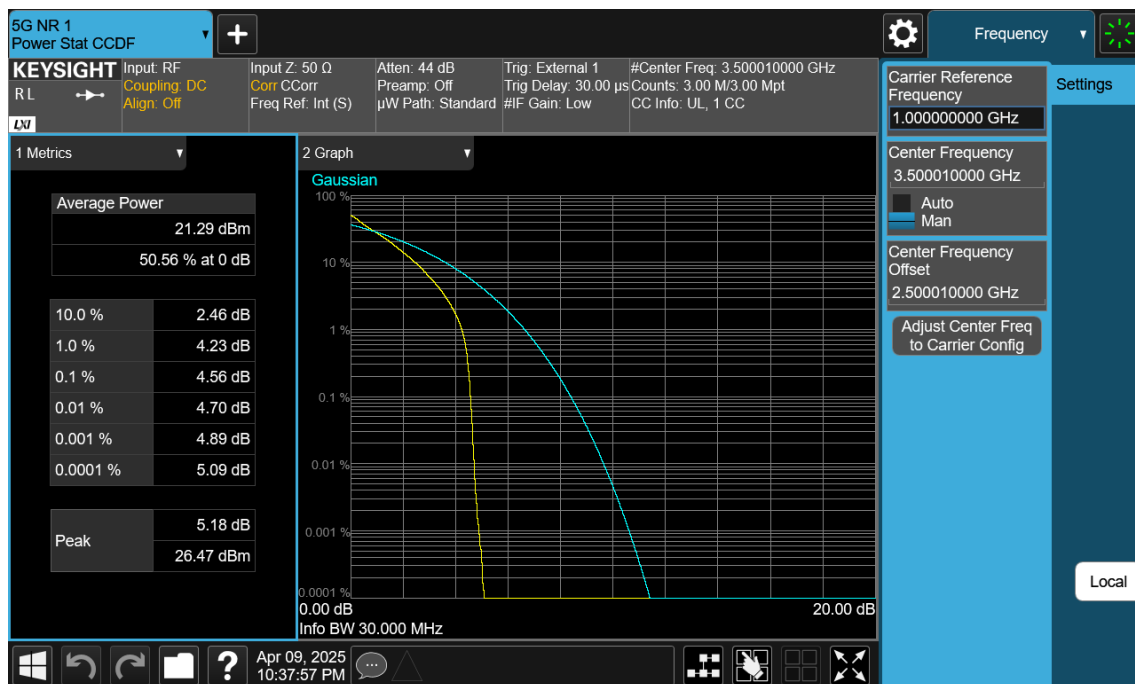 5G NR 1
Power Stat CCDF
+
Frequency
KEYSIGHT
R L
LXI
Input: RF
Coupling: DC
Align: Off
Input Z: 50 Ω
Corr CCorr
Freq Ref: Int (S)
Atten: 44 dB
Preamp: Off
µW Path: Standard
Trig: External 1
Trig Delay: 30.00 µs
#IF Gain: Low
#Center Freq: 3.500010000 GHz
Counts: 3.00 M/3.00 Mpt
CC Info: UL, 1 CC
1 Metrics
Average Power
21.29 dBm
50.56 % at 0 dB
10.0 % 2.46 dB
1.0 % 4.23 dB
0.1 % 4.56 dB
0.01 % 4.70 dB
0.001 % 4.89 dB
0.0001 % 5.09 dB
Peak
5.18 dB
26.47 dBm
2 Graph
Gaussian
100 %
10 %
1 %
0.1 %
0.01 %
0.001 %
0.0001 %
0.00 dB 20.00 dB
Info BW 30.000 MHz
Carrier Reference
Frequency
1.000000000 GHz
Center Frequency
3.500010000 GHz
Auto
Man
Center Frequency
Offset
2.500010000 GHz
Adjust Center Freq
to Carrier Config
Settings
Local
?
Apr 09, 2025
10:37:57 PM